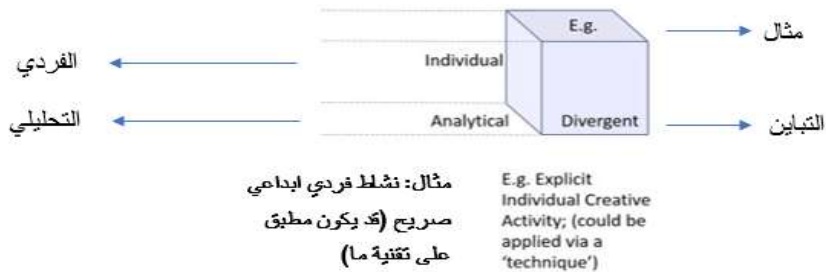 E.g.
مثال
Individual
الفردي
Analytical
Divergent
التحليلي
التباين
مثال: نشاط فردي ابداعي
صريح (قد يكون مطبق
على تقنية ما)
E.g. Explicit
Individual Creative
Activity; (could be
applied via a
‘technique’)